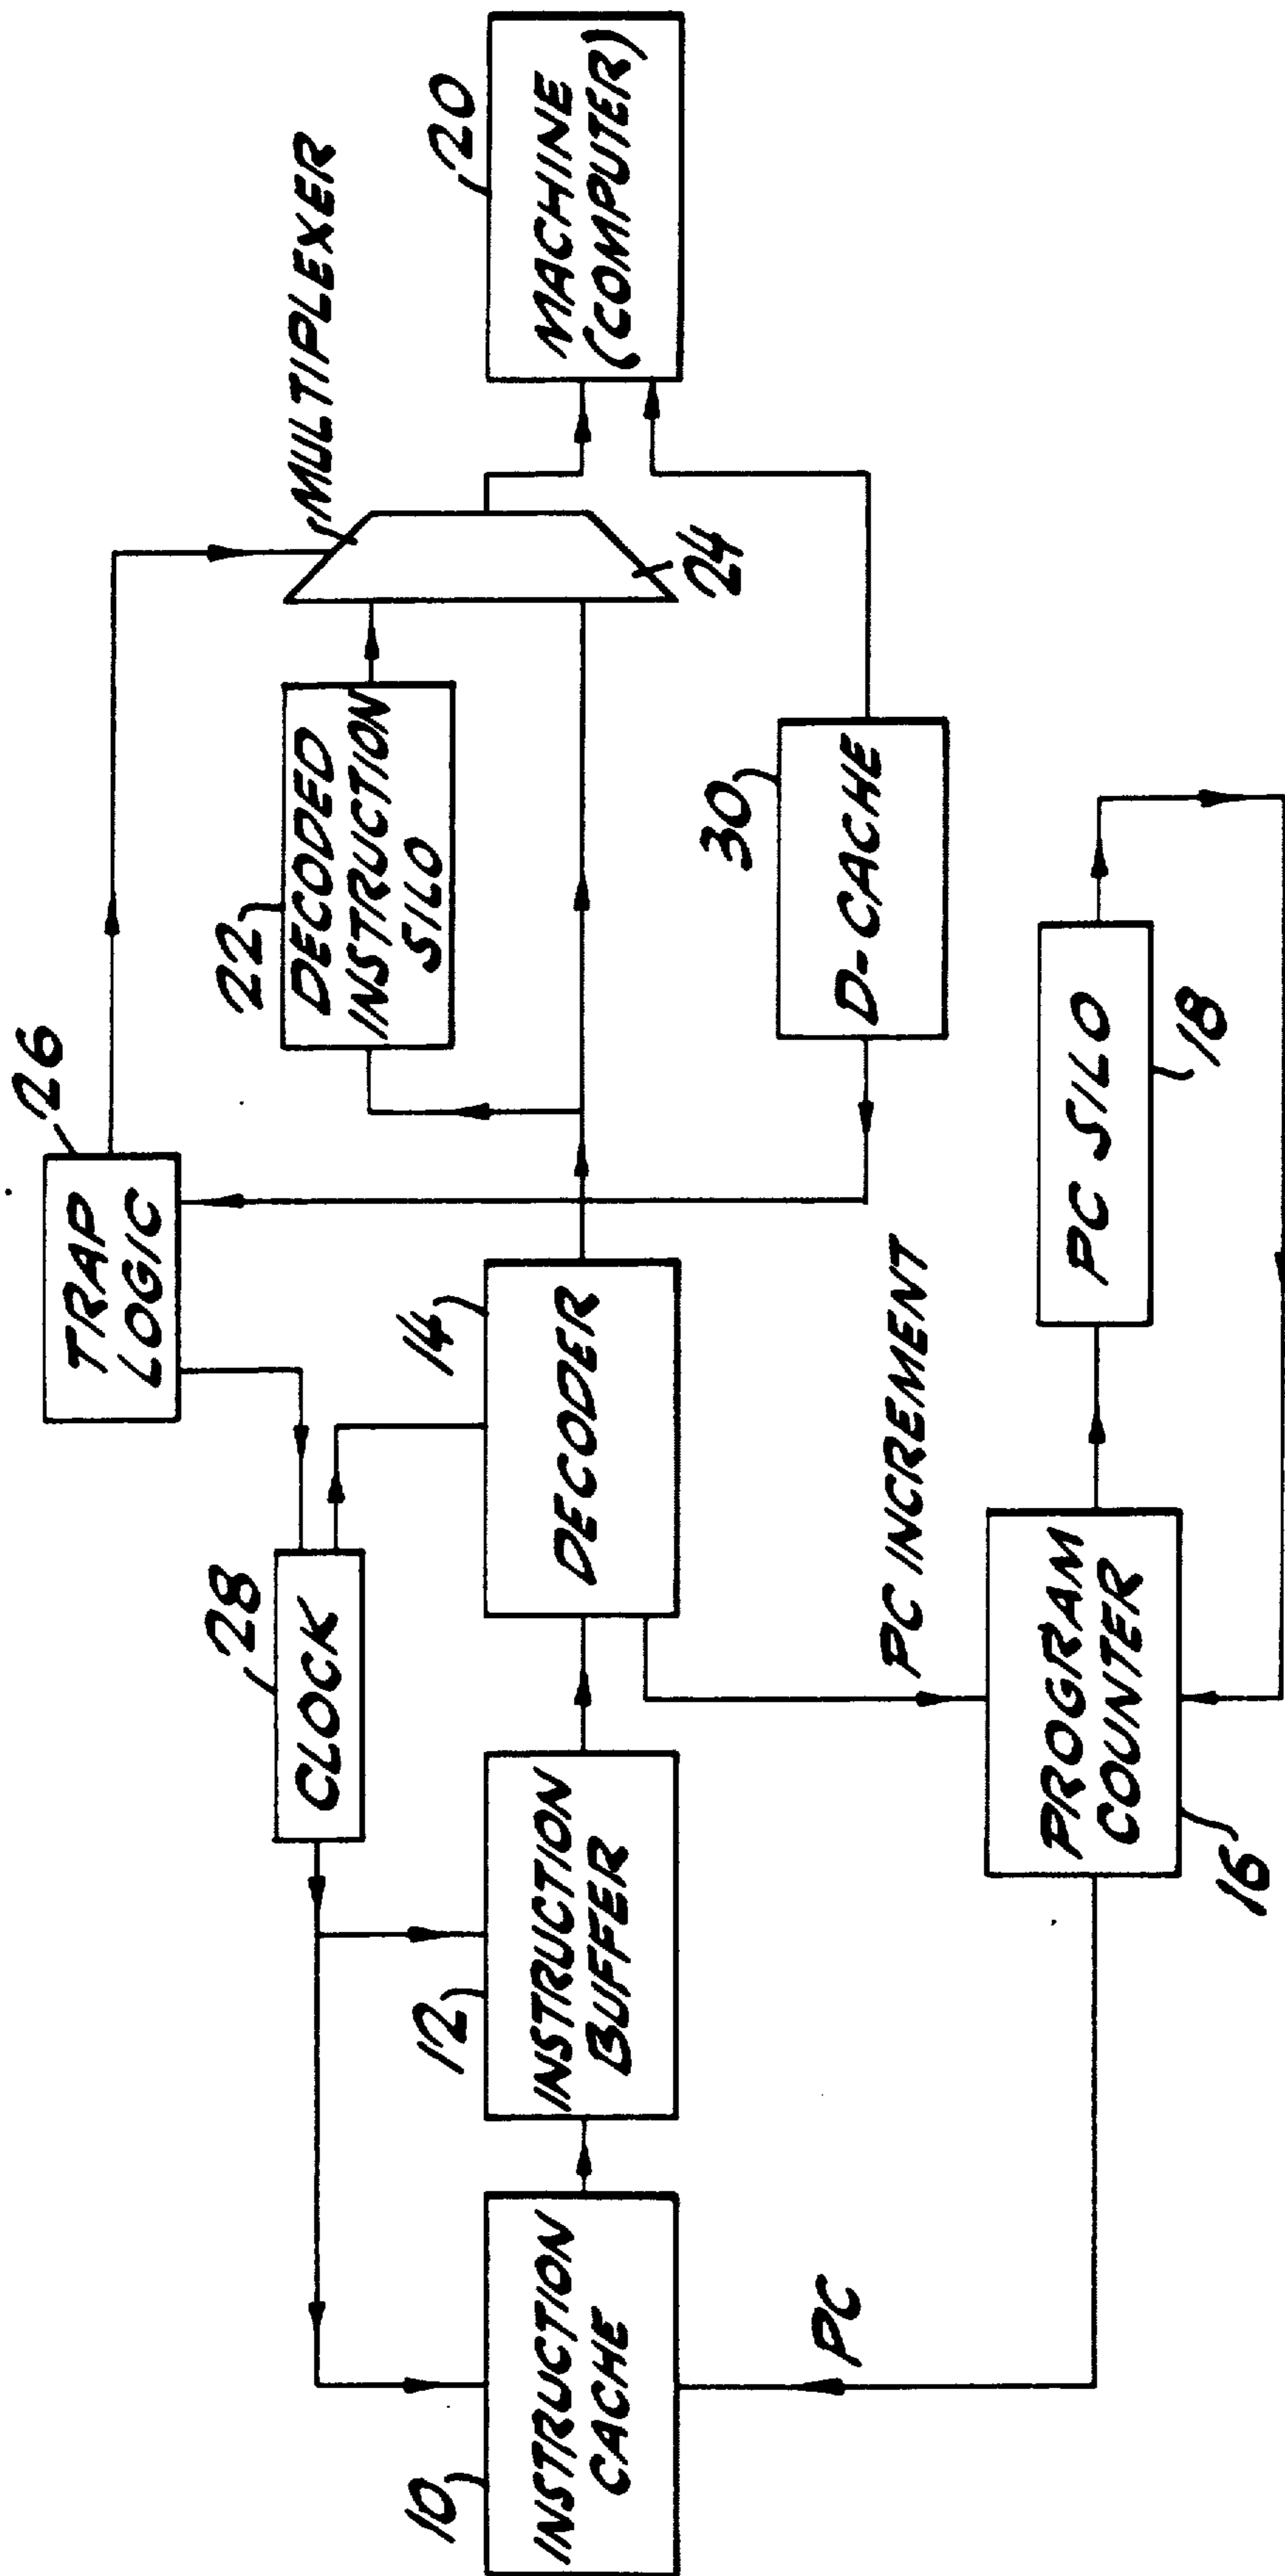 26
TRAP
LOGIC
MULTIPLEXER
28
CLOCK
22
DECODED
INSTRUCTION
SILO
20
MACHINE
(COMPUTER)
10
INSTRUCTION
CACHE
12
INSTRUCTION
BUFFER
14
DECODER
24
30
D-CACHE
PC
PC INCREMENT
PROGRAM
COUNTER
16
PC SILO
18